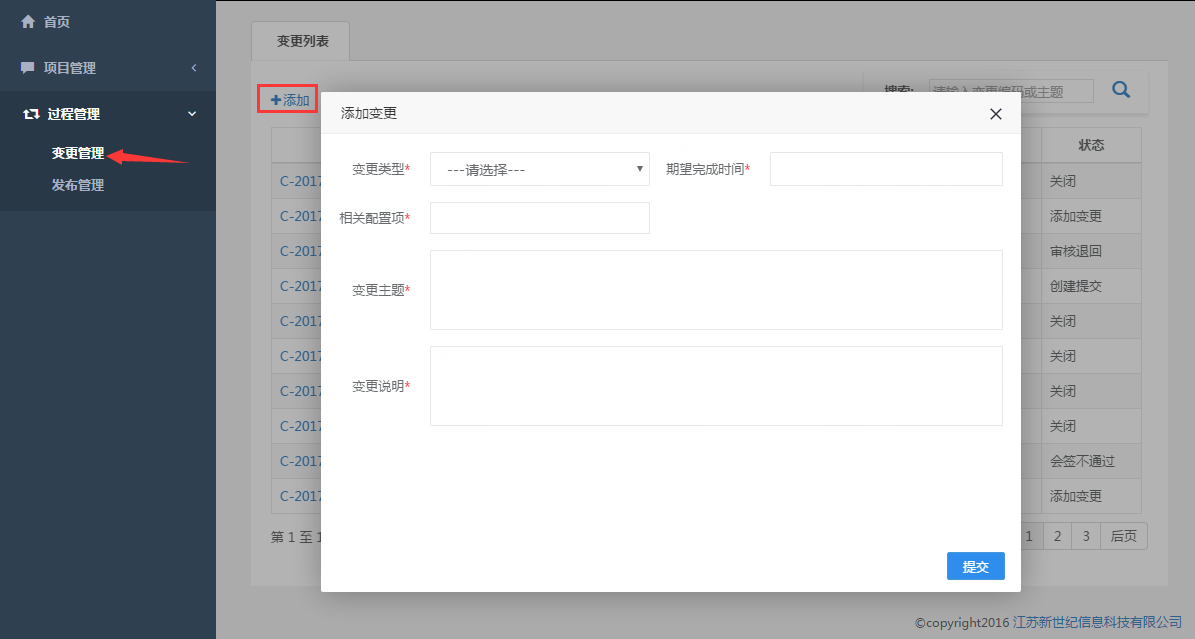 首页
项目管理
过程管理
变更管理
发布管理
变更列表
添加
搜索:
请输入变更编码或主题
添加变更
变更类型*
---请选择---
期望完成时间*
相关配置项*
变更主题*
变更说明*
提交
状态
C-2017 关闭
C-2017 添加变更
C-2017 审核退回
C-2017 创建提交
C-2017 关闭
C-2017 关闭
C-2017 关闭
C-2017 关闭
C-2017 会签不通过
C-2017 添加变更
第 1 至 1
1 2 3 后页
©copyright2016 江苏新世纪信息科技有限公司